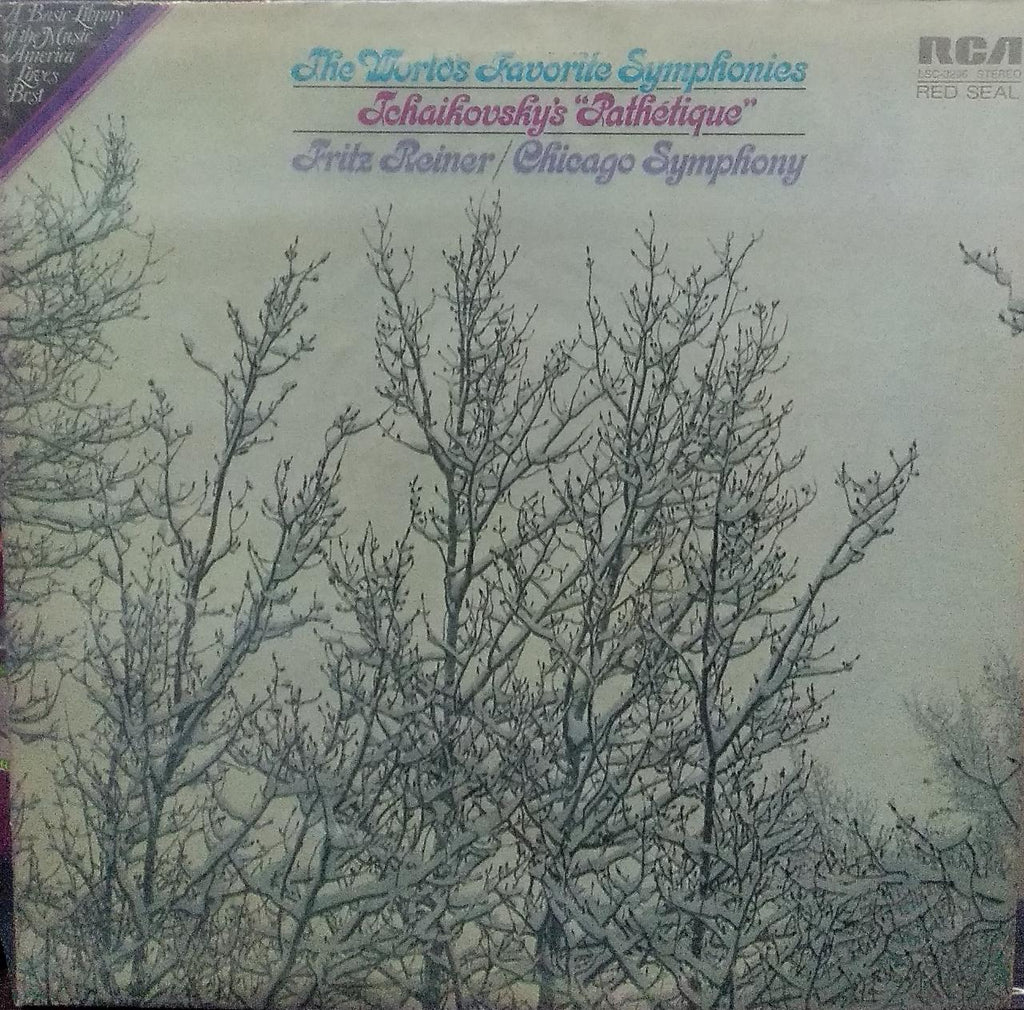 A Basic Library
of the Music
America
Loves
Best
The World's Favorite Symphonies
Tchaikovsky's "Pathétique"
Fritz Reiner/Chicago Symphony
RCA
STEREO
RED SEAL